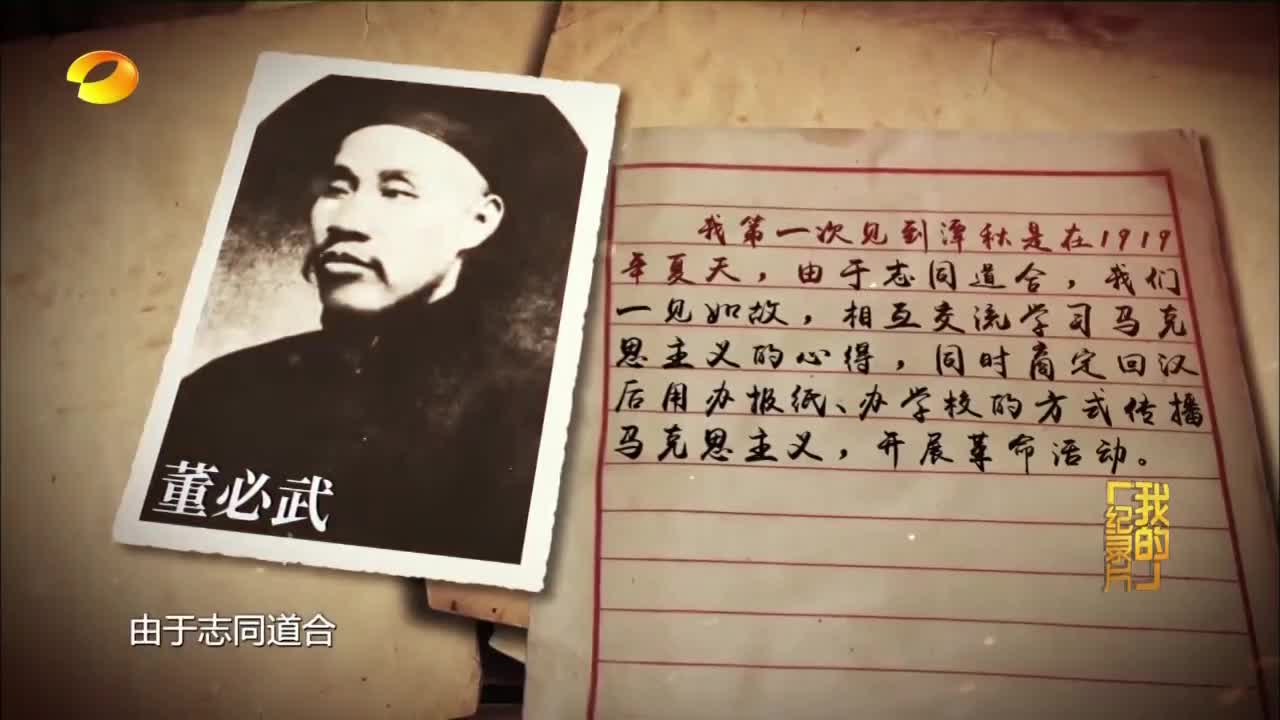 董必武
我第一次见到潭秋是在1919
年夏天，由于志同道合，我们
一见如故，相互交流学习马克
思主义的心得，同时商定回汉
后用办报纸、办学校的方式传播
马克思主义，开展革命活动。
我的
纪录片
由于志同道合